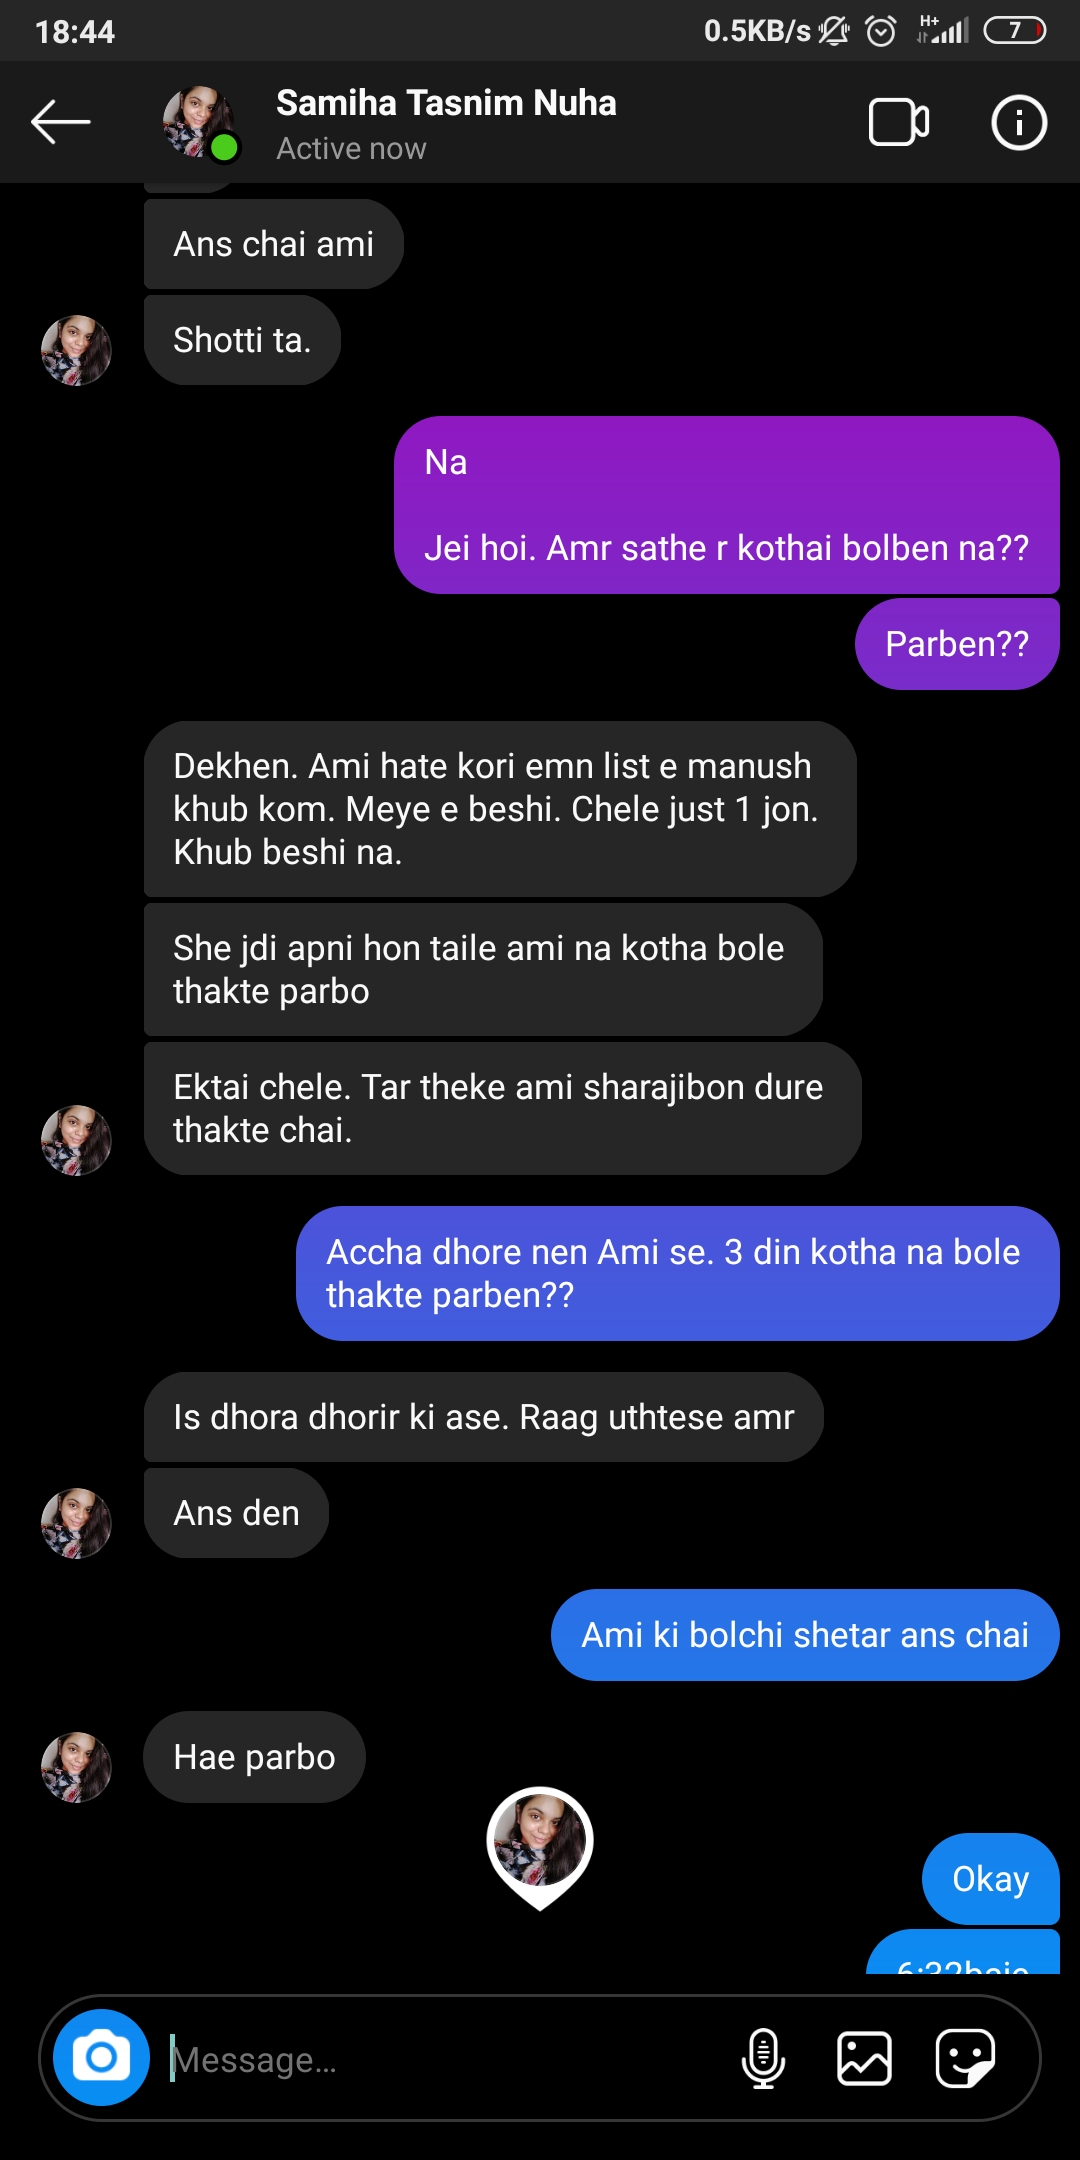 18:44
0.5KB/s
H+
7
Samiha Tasnim Nuha
Active now
Ans chai ami
Shotti ta.
Na
Jei hoi. Amr sathe r kothai bolben na??
Parben??
Dekhen. Ami hate kori emn list e manush
khub kom. Meye e beshi. Chele just 1 jon.
Khub beshi na.
She jdi apni hon taile ami na kotha bole
thakte parbo
Ektai chele. Tar theke ami sharajibon dure
thakte chai.
Accha dhore nen Ami se. 3 din kotha na bole
thakte parben??
Is dhora dhorir ki ase. Raag uthtese amr
Ans den
Ami ki bolchi shetar ans chai
Hae parbo
Okay
Message...